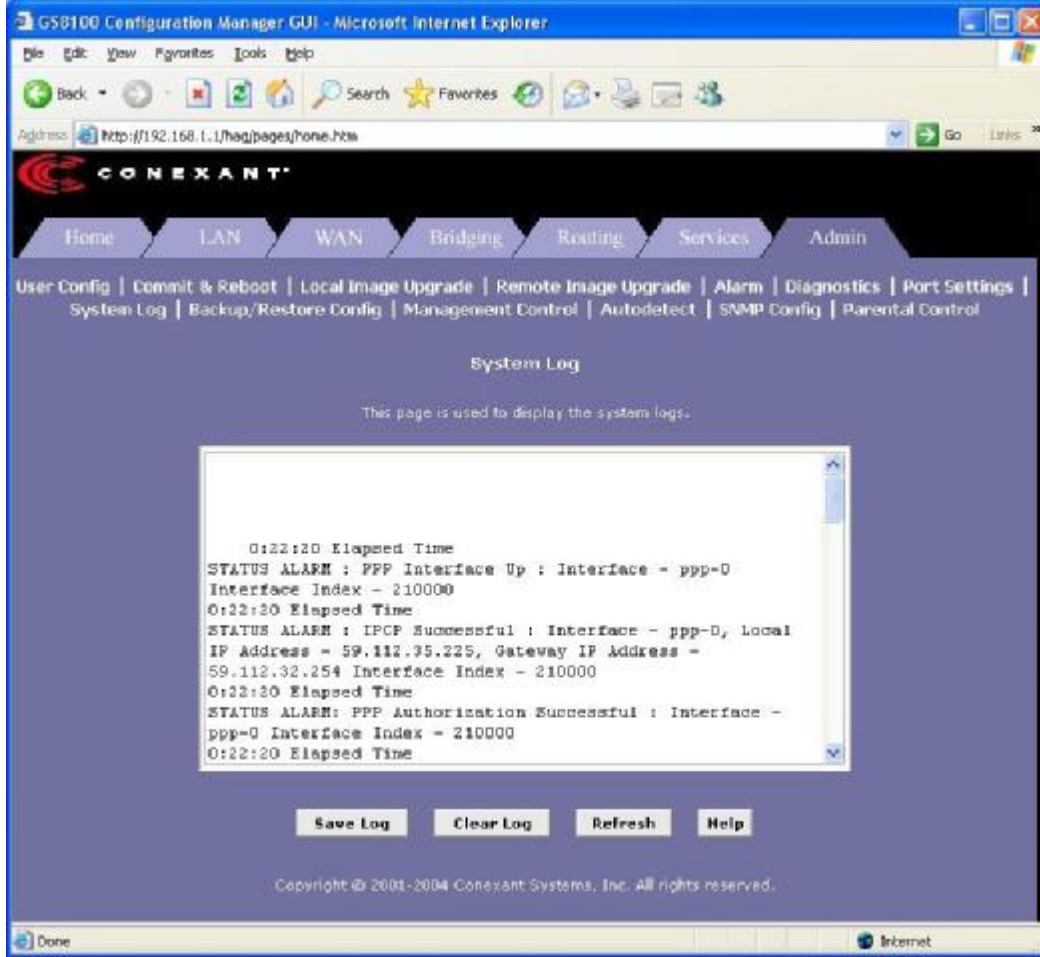 GS8100 Configuration Manager GUI - Microsoft Internet Explorer
File Edit View Favorites Tools Help
Back Search Favorites
Address http://192.168.1.1/hag/pages/home.htm Go Links »
CONEXANT
Home LAN WAN Bridging Routing Services Admin
User Config | Commit & Reboot | Local Image Upgrade | Remote Image Upgrade | Alarm | Diagnostics | Port Settings |
System Log | Backup/Restore Config | Management Control | Autodetect | SNMP Config | Parental Control
System Log
This page is used to display the system logs.
0:22:20 Elapsed Time
STATUS ALARM : PPP Interface Up : Interface - ppp-0
Interface Index - 210000
0:22:20 Elapsed Time
STATUS ALARM : IPCP Successful : Interface - ppp-0, Local
IP Address = 59.112.35.225, Gateway IP Address =
59.112.32.254 Interface Index - 210000
0:22:20 Elapsed Time
STATUS ALARM: PPP Authorization Successful : Interface -
ppp-0 Interface Index = 210000
0:22:20 Elapsed Time
Save Log Clear Log Refresh Help
Copyright © 2001-2004 Conexant Systems, Inc. All rights reserved.
Done Internet